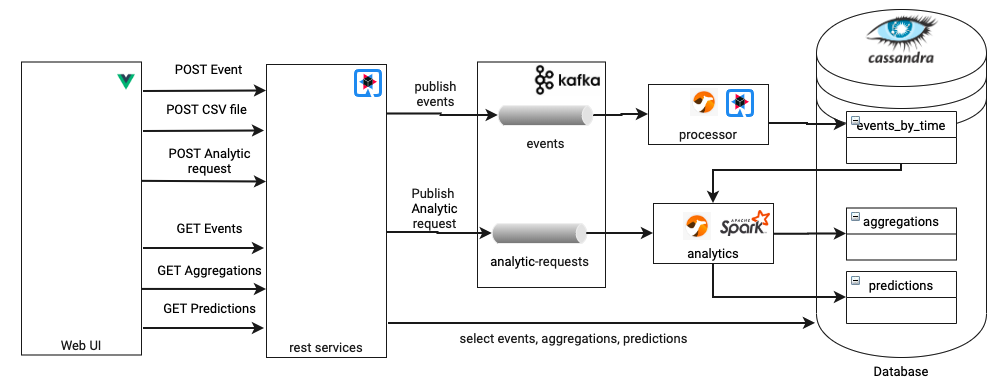 POST Event
POST CSV file
POST Analytic
request
GET Events
GET Aggregations
GET Predictions
Web UI
rest services
publish
events
Publish
Analytic
request
kafka
events
analytic-requests
processor
APACHE
Spark
analytics
select events, aggregations, predictions
cassandra
events_by_time
aggregations
predictions
Database